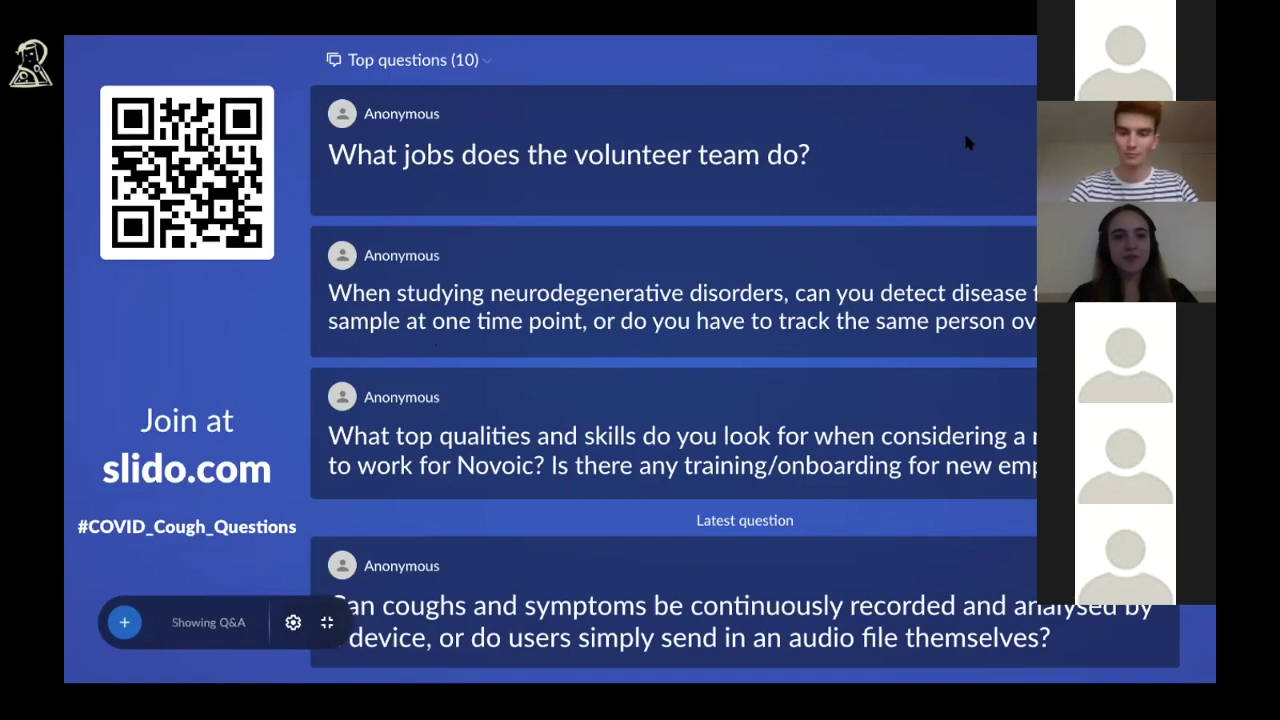 Top questions (10)
Anonymous
What jobs does the volunteer team do?
Anonymous
When studying neurodegenerative disorders, can you detect disease
sample at one time point, or do you have to track the same person
Anonymous
What top qualities and skills do you look for when considering a
to work for Novoic? Is there any training/onboarding for new
Latest question
Anonymous
Can coughs and symptoms be continuously recorded and analysed by
device, or do users simply send in an audio file themselves?
Join at
slido.com
#COVID_Cough_Questions
Showing Q&A